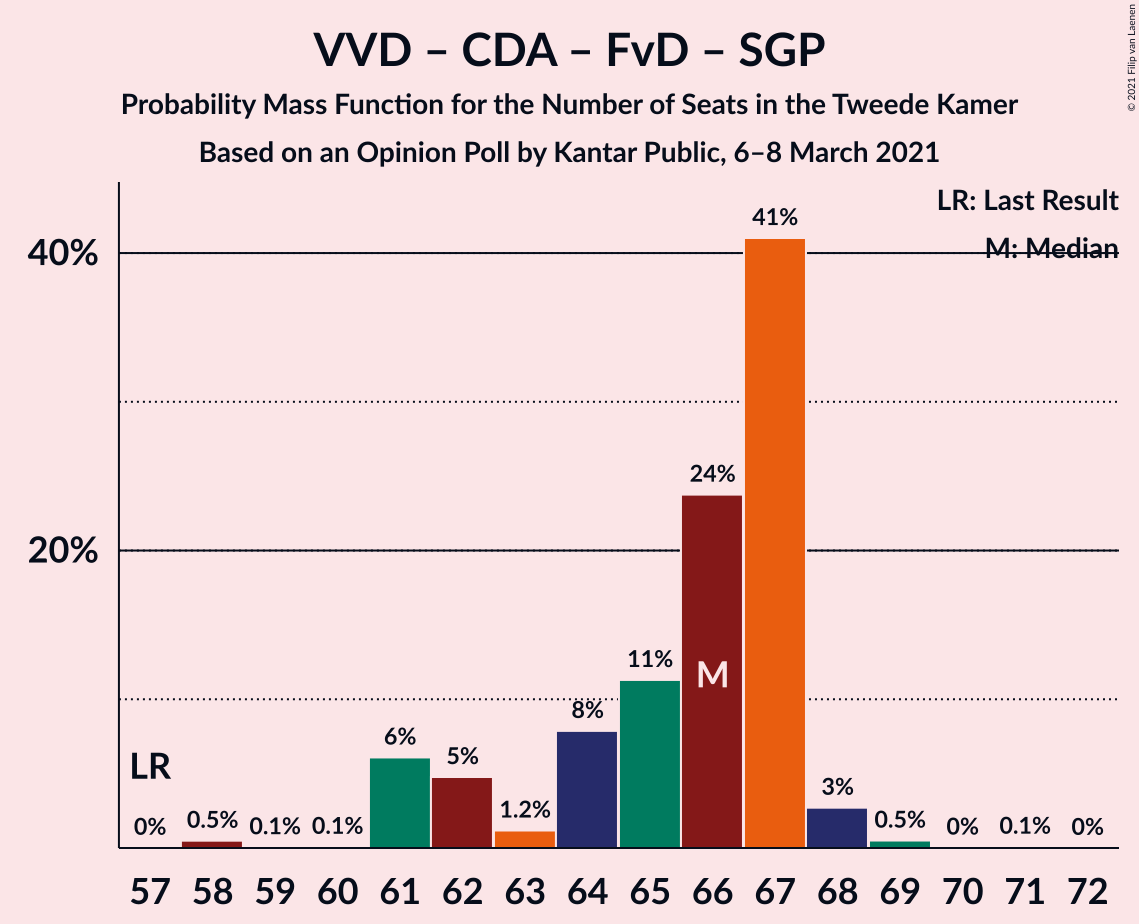 VVD – CDA – FvD – SGP
Probability Mass Function for the Number of Seats in the Tweede Kamer
Based on an Opinion Poll by Kantar Public, 6–8 March 2021
© 2021 Filip van Laenen
LR: Last Result
M: Median
40%
20%
41%
24%
11%
8%
6%
5%
1.2%
3%
0.5%
0%
0.5%
0.1%
0.1%
0%
0.1%
0%
LR
M
57 58 59 60 61 62 63 64 65 66 67 68 69 70 71 72